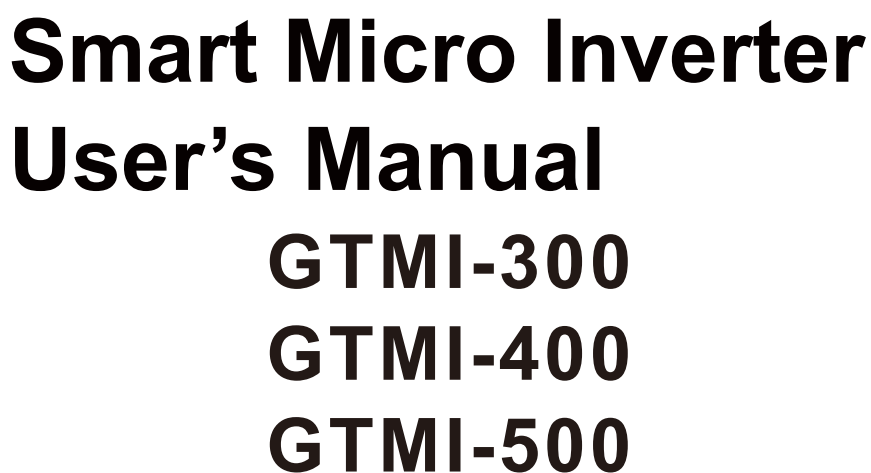 Smart Micro Inverter
User’s Manual
GTMI-300
GTMI-400
GTMI-500